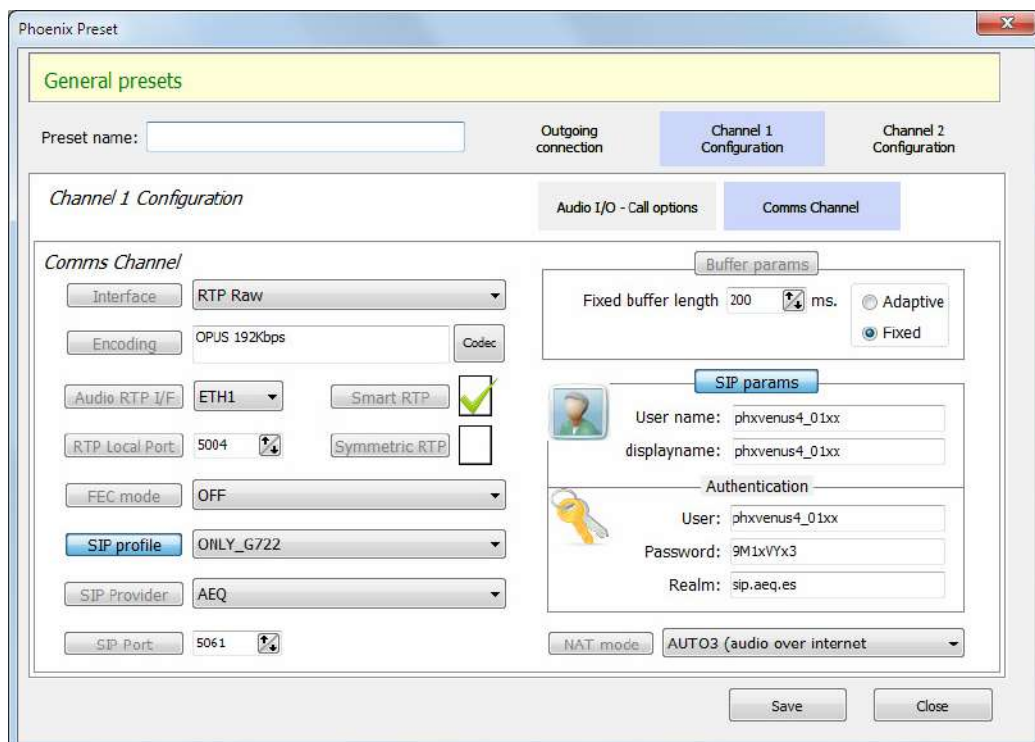 Phoenix Preset
General presets
Preset name:
Outgoing connection
Channel 1 Configuration
Channel 2 Configuration
Channel 1 Configuration
Audio I/O - Call options
Comms Channel
Comms Channel
Interface
RTP Raw
Encoding
OPUS 192Kbps
Codec
Audio RTP I/F
ETH1
Smart RTP
RTP Local Port
5004
Symmetric RTP
FEC mode
OFF
SIP profile
ONLY_G722
SIP Provider
AEQ
SIP Port
5061
Buffer params
Fixed buffer length
200
ms.
Adaptive
Fixed
SIP params
User name:
phxvenus4_01xx
displayname:
phxvenus4_01xx
Authentication
User:
phxvenus4_01xx
Password:
9M1xVYx3
Realm:
sip.aeq.es
NAT mode
AUTO3 (audio over internet
Save
Close